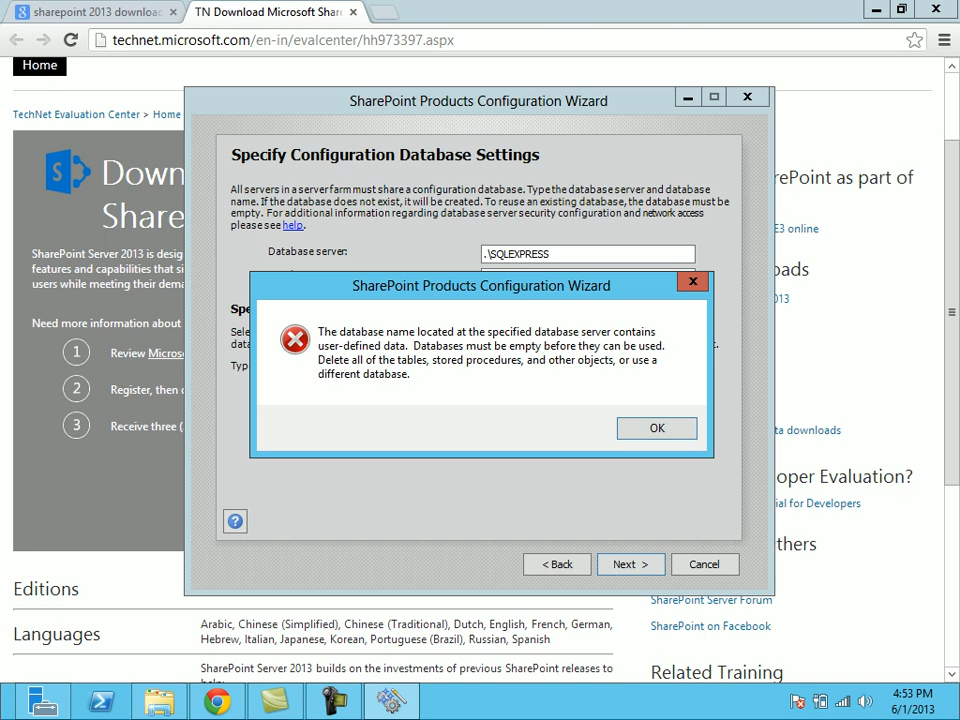 sharepoint 2013 downloac
TN Download Microsoft Shar
technet.microsoft.com/en-in/evalcenter/hh973397.aspx
Home
TechNet Evaluation Center > Home
Down
Share
SharePoint Server 2013 is desig
features and capabilities that si
users while meeting their dema
Need more information about
1 Review Microso
2 Register, then c
3 Receive three (
SharePoint Products Configuration Wizard
Specify Configuration Database Settings
All servers in a server farm must share a configuration database. Type the database server and database
name. If the database does not exist, it will be created. To reuse an existing database, the database must be
empty. For additional information regarding database server security configuration and network access
please see help.
Database server: .\SQLEXPRESS
Spe
Selec
data
Typ
SharePoint Products Configuration Wizard
The database name located at the specified database server contains
user-defined data. Databases must be empty before they can be used.
Delete all of the tables, stored procedures, and other objects, or use a
different database.
OK
< Back
Next >
Cancel
rePoint as part of
E3 online
oads
013
ta downloads
oper Evaluation?
ial for Developers
thers
SharePoint Server Forum
SharePoint on Facebook
Related Training
Editions
Languages
Arabic, Chinese (Simplified), Chinese (Traditional), Dutch, English, French, German,
Hebrew, Italian, Japanese, Korean, Portuguese (Brazil), Russian, Spanish
SharePoint Server 2013 builds on the investments of previous SharePoint releases to
4:53 PM
6/1/2013